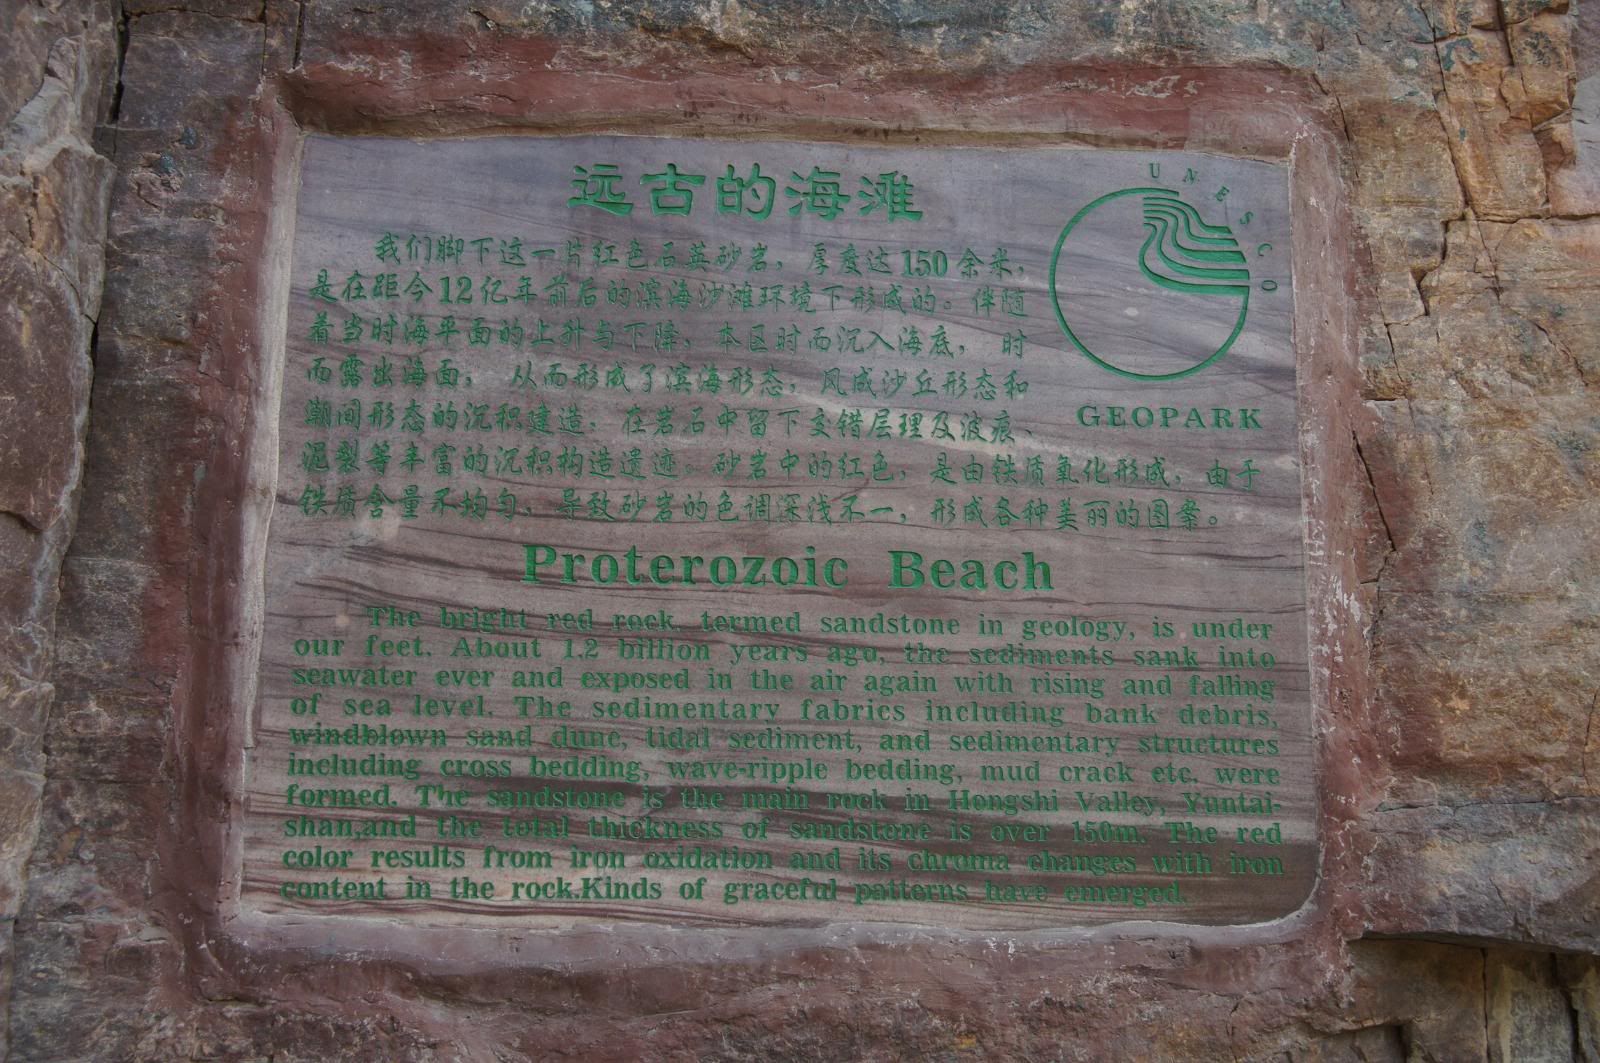 远古的海滩
UNESCO
GEOPARK
我们脚下这一片红色石英砂岩，厚度达150余米，
是在距今12亿年前后的滨海沙滩环境下形成的。伴随
着当时海平面的上升与下降，本区时而沉入海底，时
而露出海面，从而形成了滨海形态，风成沙丘形态和
潮间形态的沉积建造，在岩石中留下交错层理及波痕、
泥裂等丰富的沉积构造遗迹。砂岩中的红色，是由铁质氧化形成，由于
铁质含量不均匀，导致砂岩的色调深浅不一，形成各种美丽的图案。
Proterozoic Beach
The bright red rock, termed sandstone in geology, is under
our feet. About 1.2 billion years ago, the sediments sank into
seawater ever and exposed in the air again with rising and falling
of sea level. The sedimentary fabrics including bank debris,
windblown sand dune, tidal sediment, and sedimentary structures
including cross bedding, wave-ripple bedding, mud crack etc. were
formed. The sandstone is the main rock in Hongshi Valley, Yuntai-
shan,and the total thickness of sandstone is over 150m. The red
color results from iron oxidation and its chroma changes with iron
content in the rock.Kinds of graceful patterns have emerged.